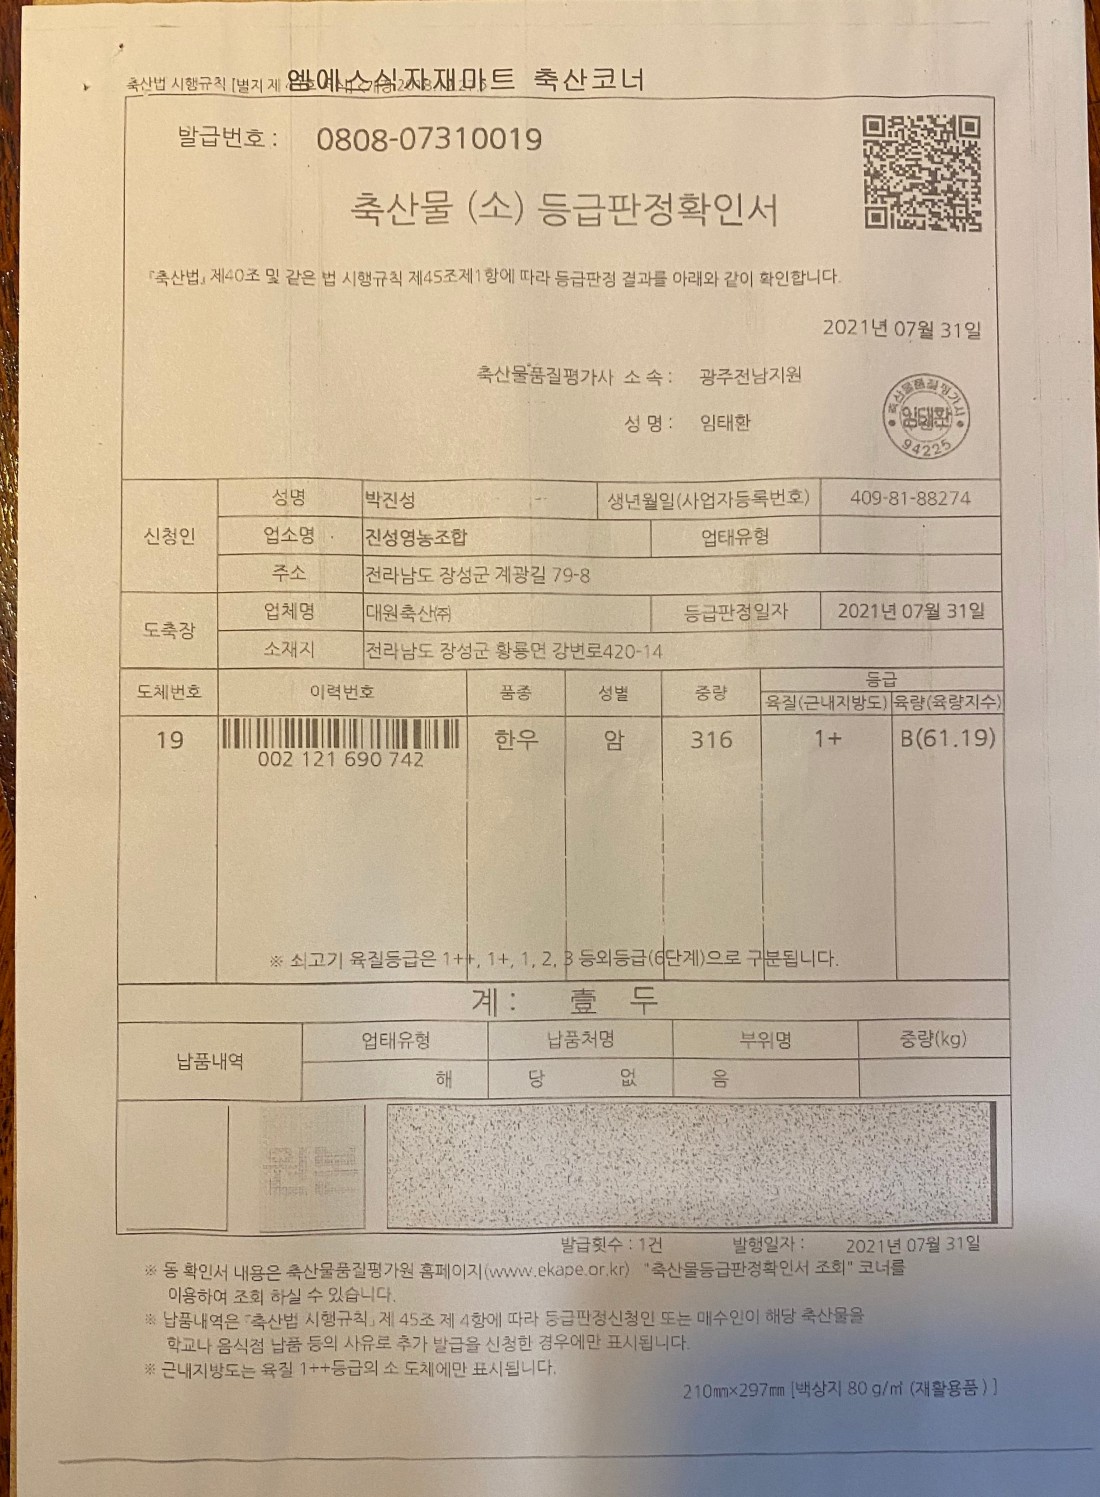 축산법 시행규칙 [별지 제
엠에스식자재마트 축산코너
발급번호 : 0808-07310019
축산물 (소) 등급판정확인서
『축산법』 제40조 및 같은 법 시행규칙 제45조제1항에 따라 등급판정 결과를 아래와 같이 확인합니다.
2021년 07월 31일
축산물품질평가사 소 속 : 광주전남지원
성 명 : 임태환
축산물품질평가사
임태환
94225
신청인
성명 박진성 생년월일(사업자등록번호) 409-81-88274
업소명 진성영농조합 업태유형
주소 전라남도 장성군 계광길 79-8
도축장
업체명 대원축산㈜ 등급판정일자 2021년 07월 31일
소재지 전라남도 장성군 황룡면 강변로420-14
도체번호 이력번호 품종 성별 중량 등급
육질(근내지방도) 육량(육량지수)
19 002 121 690 742 한우 암 316 1+ B(61.19)
※ 쇠고기 육질등급은 1++, 1+, 1, 2, 3 등외등급(6단계)으로 구분됩니다.
계 : 壹 두
납품내역
업태유형 납품처명 부위명 중량(kg)
해 당 없 음
발급횟수 : 1건 발행일자 : 2021년 07월 31일
※ 동 확인서 내용은 축산물품질평가원 홈페이지(www.ekape.or.kr) "축산물등급판정확인서 조회" 코너를
이용하여 조회 하실 수 있습니다.
※ 납품내역은 『축산법 시행규칙』 제 45조 제 4항에 따라 등급판정신청인 또는 매수인이 해당 축산물을
학교나 음식점 납품 등의 사유로 추가 발급을 신청한 경우에만 표시됩니다.
※ 근내지방도는 육질 1++등급의 소 도체에만 표시됩니다.
210㎜×297㎜ [백상지 80 g/㎡ (재활용품 ) ]